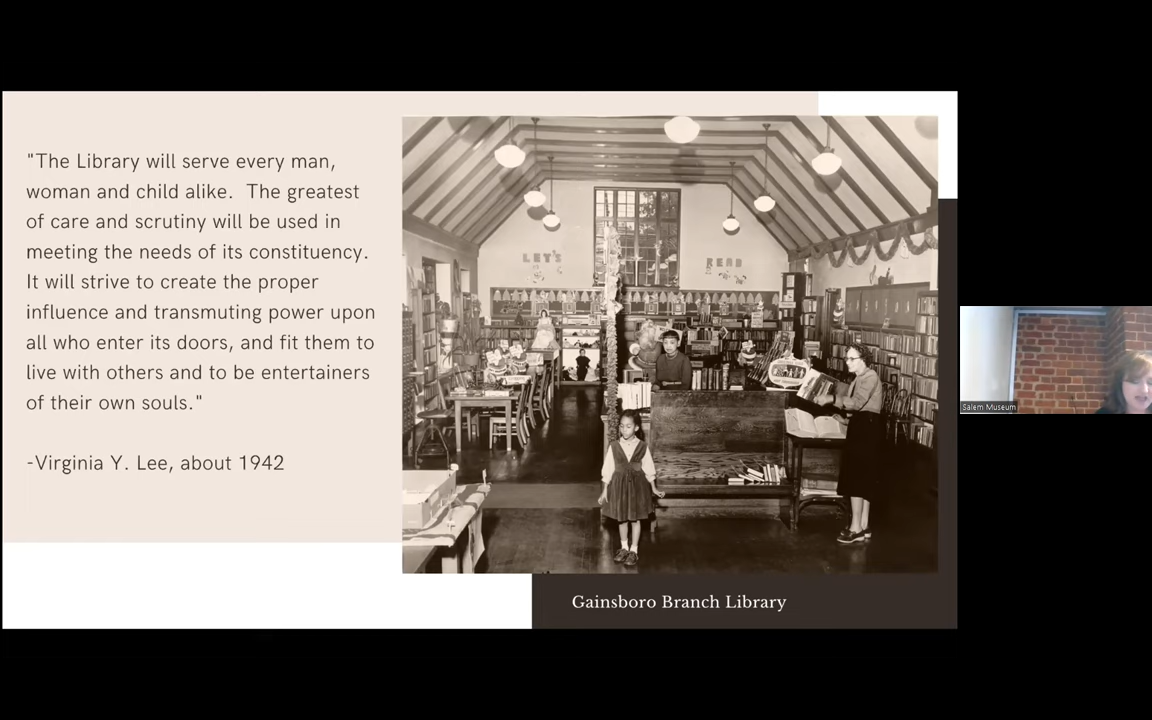 "The Library will serve every man,
woman and child alike.  The greatest
of care and scrutiny will be used in
meeting the needs of its constituency.
It will strive to create the proper
influence and transmuting power upon
all who enter its doors, and fit them to
live with others and to be entertainers
of their own souls."
-Virginia Y. Lee, about 1942
LET'S READ
Gainsboro Branch Library
Salem Museum